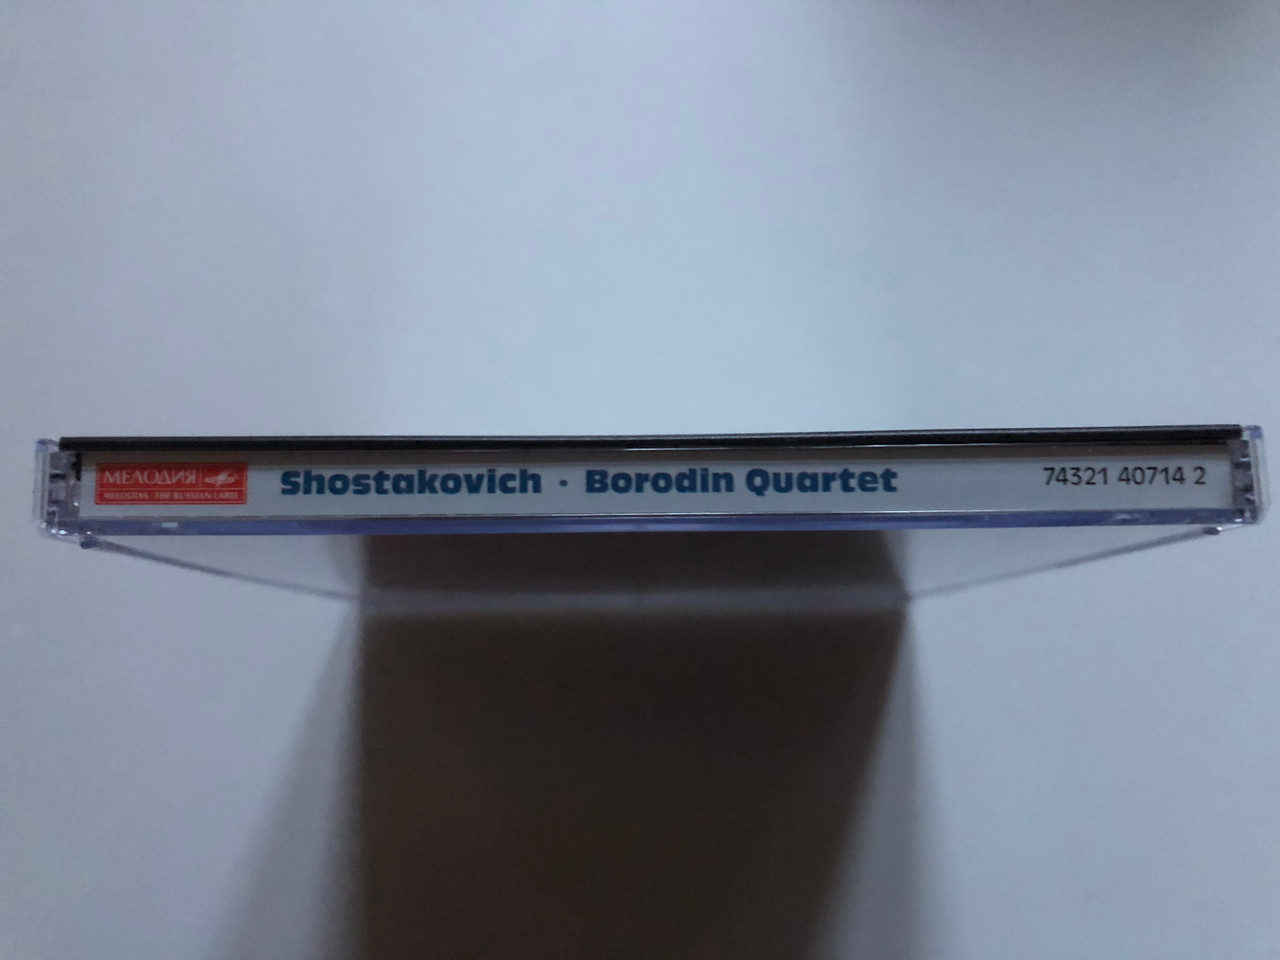 МЕЛОДИЯ
MELODIYA · THE RUSSIAN LABEL
Shostakovich · Borodin Quartet
74321 40714 2